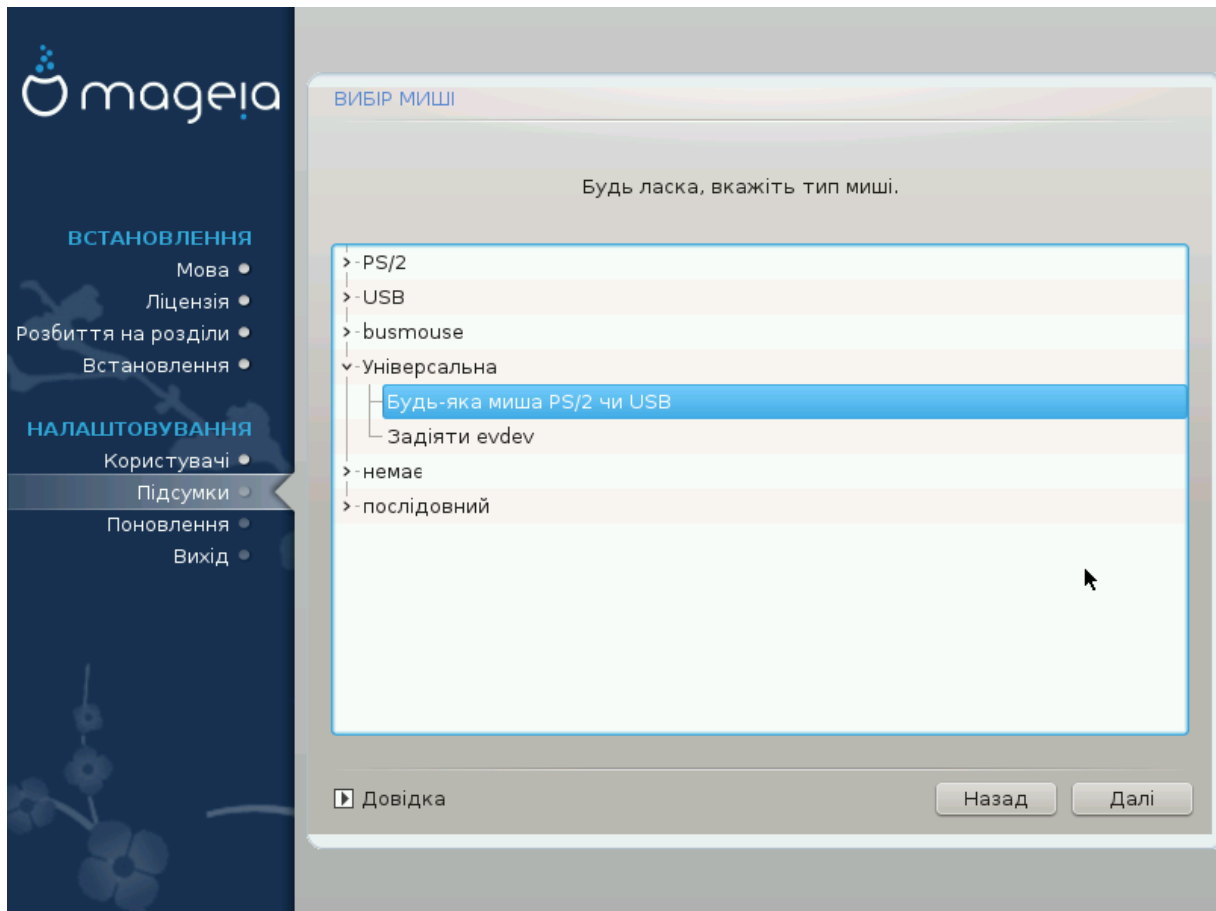 mageia
ВСТАНОВЛЕННЯ
Мова
Ліцензія
Розбиття на розділи
Встановлення
НАЛАШТОВУВАННЯ
Користувачі
Підсумки
Поновлення
Вихід
ВИБІР МИШІ
Будь ласка, вкажіть тип миші.
PS/2
USB
busmouse
Універсальна
Будь-яка миша PS/2 чи USB
Задіяти evdev
немає
послідовний
Довідка
Назад
Далі